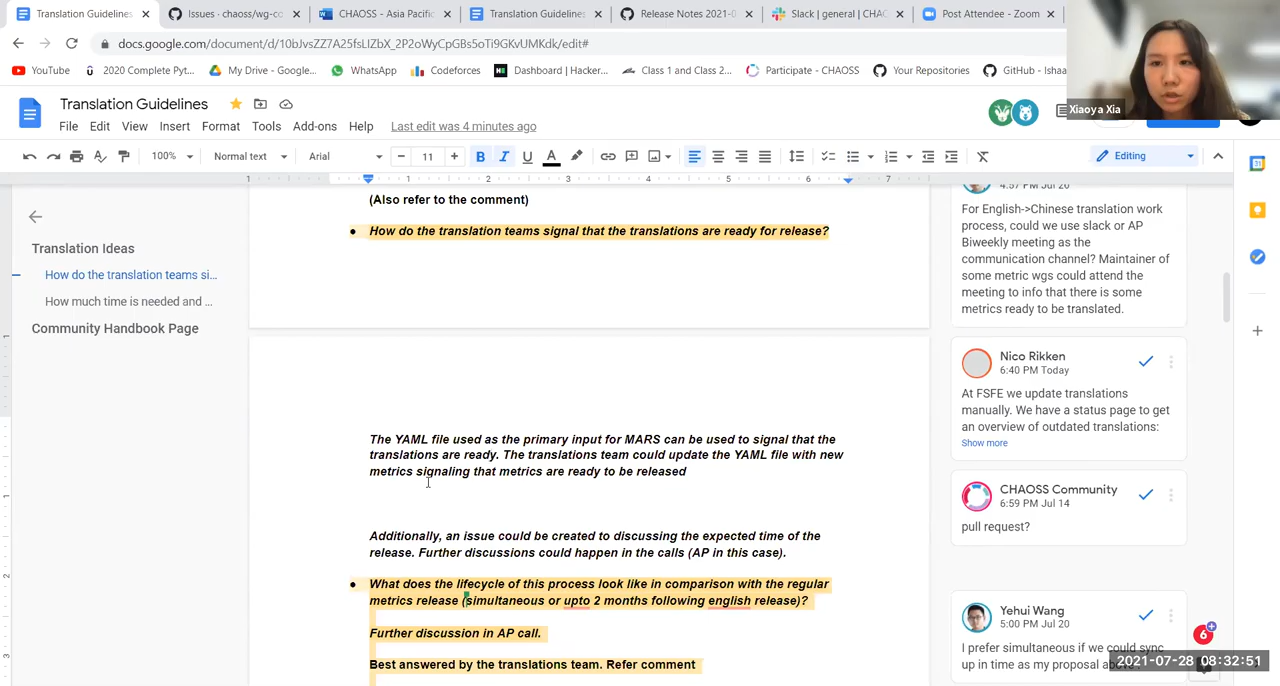 Translation Guidelines
Issues · chaoss/wg-co
CHAOSS - Asia Pacific
Translation Guidelines
Release Notes 2021-0
Slack | general | CHAO
Post Attendee - Zoom
docs.google.com/document/d/10bJvsZZ7A25fsLIZbX_2P2oWyCpGBs5oTi9GKvUMKdk/edit#
YouTube
2020 Complete Pyt...
My Drive - Google...
WhatsApp
Codeforces
Dashboard | Hacker...
Class 1 and Class 2...
Participate - CHAOSS
Your Repositories
GitHub - Ishaa
Xiaoya Xia
Translation Guidelines
File Edit View Insert Format Tools Add-ons Help Last edit was 4 minutes ago
100% Normal text Arial 11 B I U A Editing
1 1 2 3 4 5 6 7
Translation Ideas
How do the translation teams si...
How much time is needed and ...
Community Handbook Page
(Also refer to the comment)
How do the translation teams signal that the translations are ready for release?
The YAML file used as the primary input for MARS can be used to signal that the
translations are ready. The translations team could update the YAML file with new
metrics signaling that metrics are ready to be released
Additionally, an issue could be created to discussing the expected time of the
release. Further discussions could happen in the calls (AP in this case).
What does the lifecycle of this process look like in comparison with the regular
metrics release (simultaneous or upto 2 months following english release)?
Further discussion in AP call.
Best answered by the translations team. Refer comment
4:57 PM Jul 20
For English->Chinese translation work
process, could we use slack or AP
Biweekly meeting as the
communication channel? Maintainer of
some metric wgs could attend the
meeting to info that there is some
metrics ready to be translated.
Nico Rikken
6:40 PM Today
At FSFE we update translations
manually. We have a status page to get
an overview of outdated translations:
Show more
CHAOSS Community
6:59 PM Jul 14
pull request?
Yehui Wang
5:00 PM Jul 20
I prefer simultaneous if we could sync
up in time as my proposal above
6
2021-07-28 08:32:51